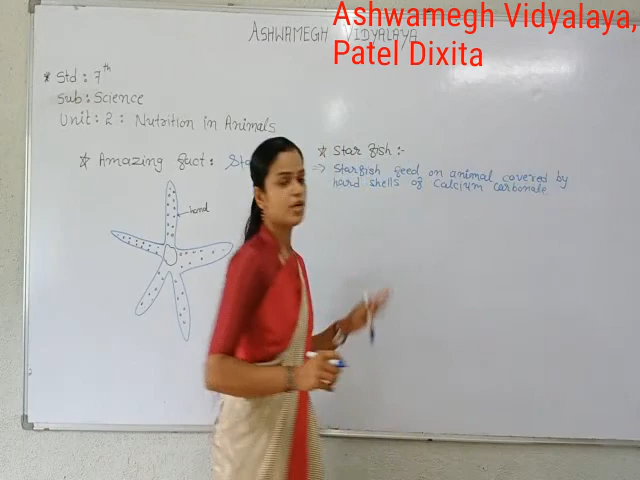 Ashwamegh Vidyalaya,
Patel Dixita
ASHWAMEGH VIDYALAYA
* Std : 7th
Sub : Science
Unit : 2 : Nutrition in Animals
* Amazing fact :
hand
* Star fish :-
⇒ Starfish feed on animal covered by
hard shells of Calcium Carbonate